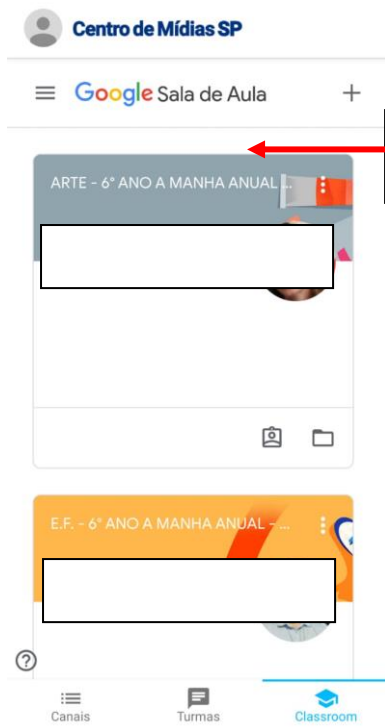 Centro de Mídias SP
Google Sala de Aula
ARTE - 6° ANO A MANHA ANUAL ...
E.F. - 6° ANO A MANHA ANUAL - ...
Canais
Turmas
Classroom